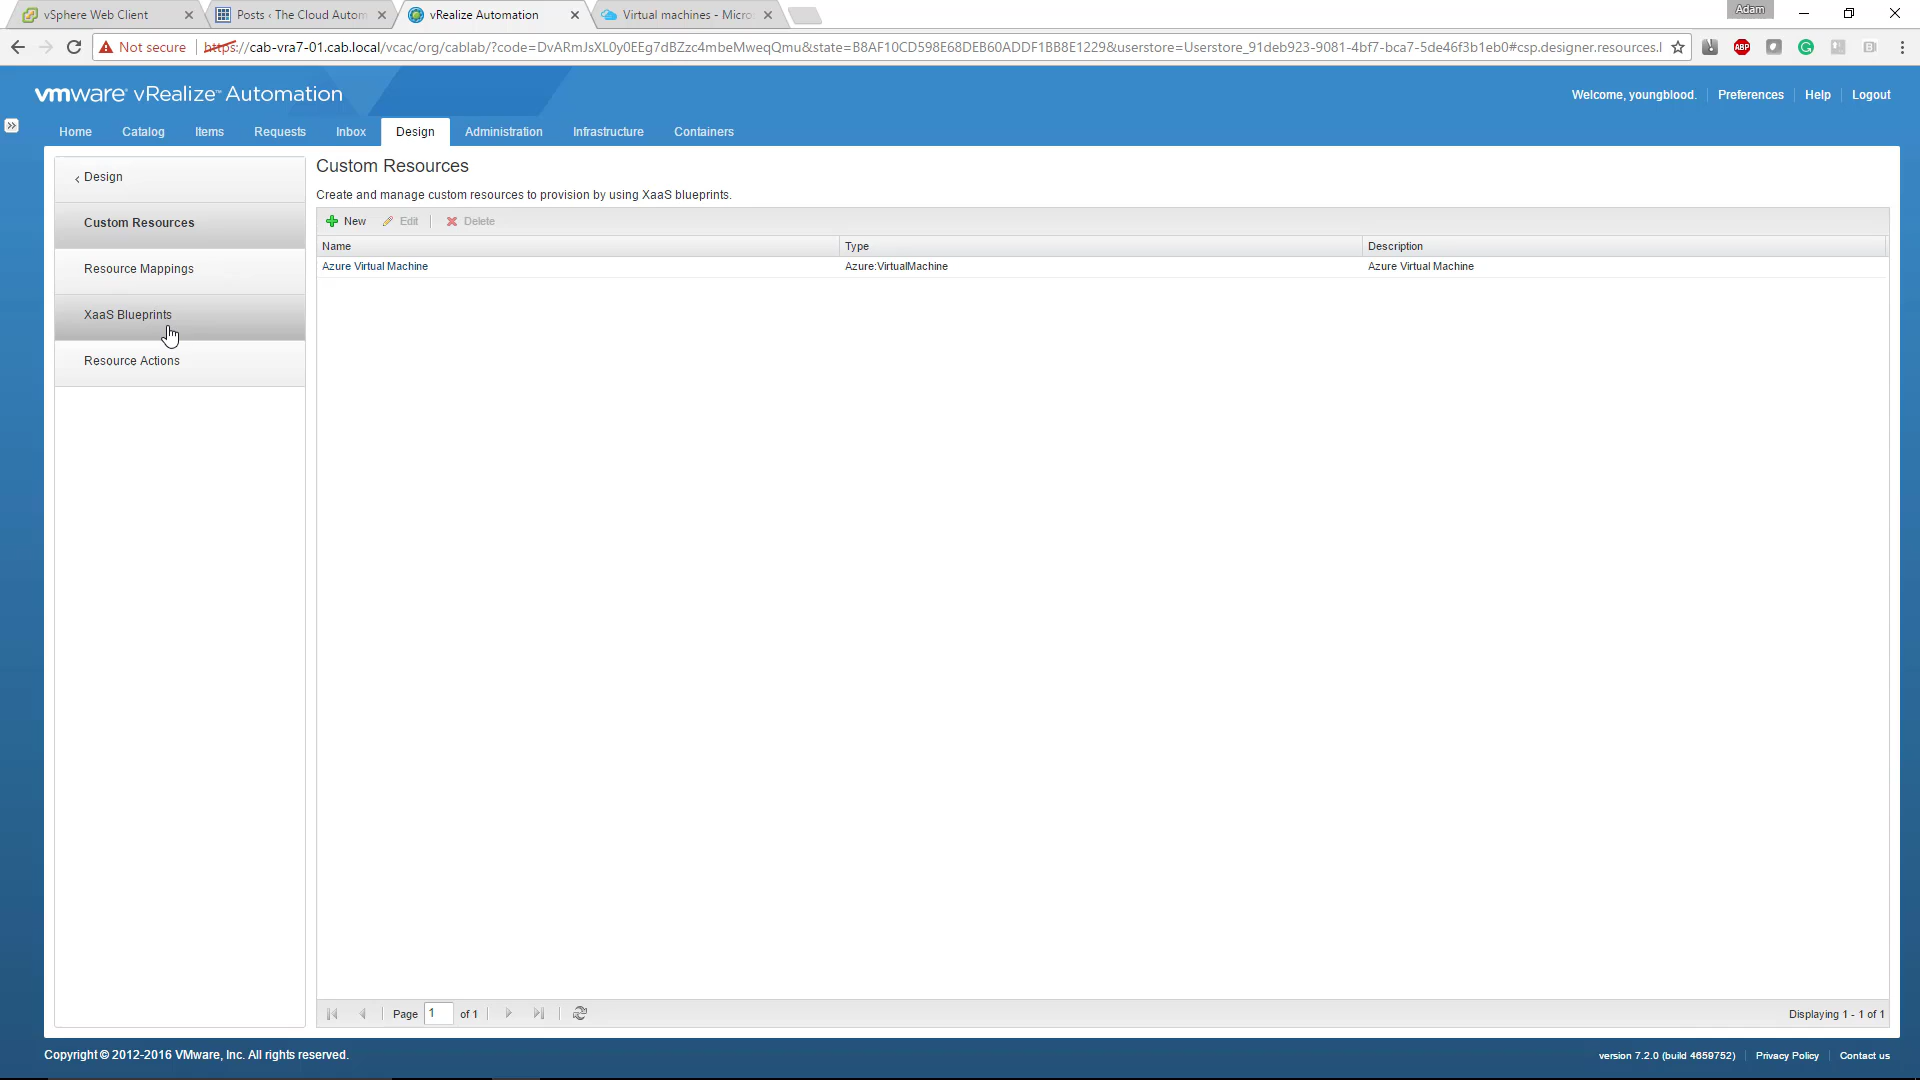 vSphere Web Client
Posts ‹ The Cloud Autom
vRealize Automation
Virtual machines - Micro
Adam
Not secure
https://cab-vra7-01.cab.local/vcac/org/cablab/?code=DvARmJsXL0y0EEg7dBZzc4mbeMweqQmu&state=B8AF10CD598E68DEB60ADDF1BB8E1229&userstore=Userstore_91deb923-9081-4bf7-bca7-5de46f3b1eb0#csp.designer.resources.l
ABP
vmware vRealize™ Automation
Welcome, youngblood.
Preferences
Help
Logout
Home
Catalog
Items
Requests
Inbox
Design
Administration
Infrastructure
Containers
‹ Design
Custom Resources
Resource Mappings
XaaS Blueprints
Resource Actions
Custom Resources
Create and manage custom resources to provision by using XaaS blueprints.
New
Edit
Delete
Name
Type
Description
Azure Virtual Machine
Azure:VirtualMachine
Azure Virtual Machine
Page 1 of 1
Displaying 1 - 1 of 1
Copyright © 2012-2016 VMware, Inc. All rights reserved.
version 7.2.0 (build 4659752)
Privacy Policy
Contact us